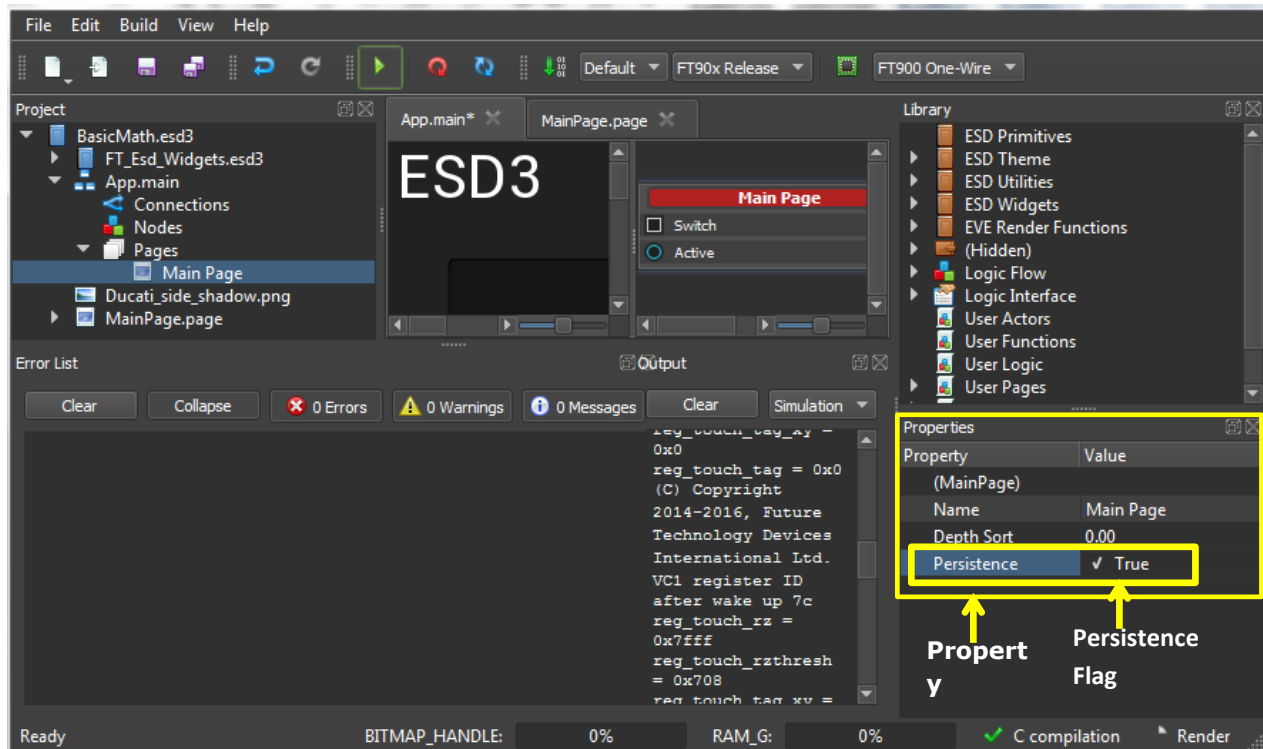 File Edit Build View Help
Default FT90x Release FT900 One-Wire
Project
BasicMath.esd3
FT_Esd_Widgets.esd3
App.main
Connections
Nodes
Pages
Main Page
Ducati_side_shadow.png
MainPage.page
App.main* MainPage.page
ESD3
Main Page
Switch
Active
Library
ESD Primitives
ESD Theme
ESD Utilities
ESD Widgets
EVE Render Functions
(Hidden)
Logic Flow
Logic Interface
User Actors
User Functions
User Logic
User Pages
Error List
Clear Collapse 0 Errors 0 Warnings 0 Messages
Output
Clear Simulation
reg_touch_tag_xy =
0x0
reg_touch_tag = 0x0
(C) Copyright
2014-2016, Future
Technology Devices
International Ltd.
VC1 register ID
after wake up 7c
reg_touch_rz =
0x7fff
reg_touch_rzthresh
= 0x708
reg_touch_tag_xy =
Properties
Property Value
(MainPage)
Name Main Page
Depth Sort 0.00
Persistence ✓ True
Propert
y
Persistence
Flag
Ready BITMAP_HANDLE: 0% RAM_G: 0% C compilation Render